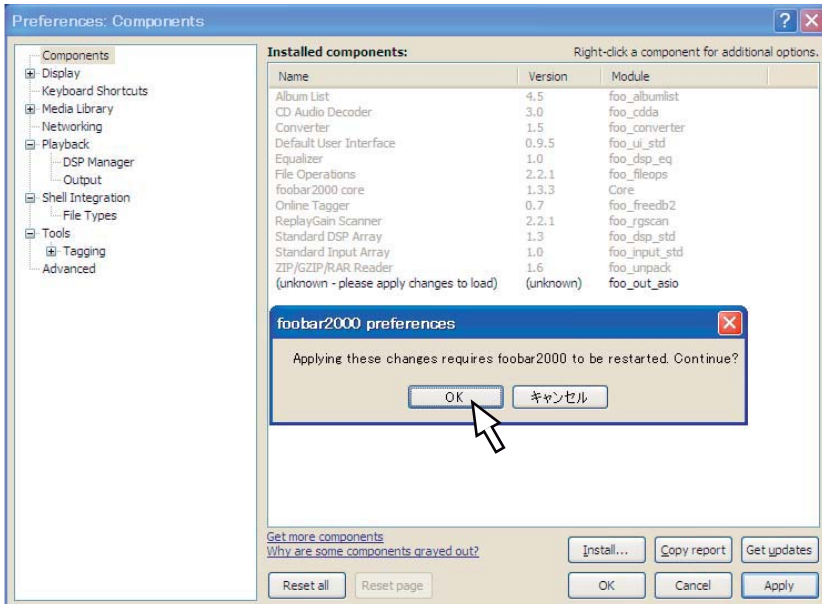 Preferences: Components
Components
Display
Keyboard Shortcuts
Media Library
Networking
Playback
DSP Manager
Output
Shell Integration
File Types
Tools
Tagging
Advanced
Installed components: Right-click a component for additional options.
Name Version Module
Album List 4.5 foo_albumlist
CD Audio Decoder 3.0 foo_cdda
Converter 1.5 foo_converter
Default User Interface 0.9.5 foo_ui_std
Equalizer 1.0 foo_dsp_eq
File Operations 2.2.1 foo_fileops
foobar2000 core 1.3.3 Core
Online Tagger 0.7 foo_freedb2
ReplayGain Scanner 2.2.1 foo_rgscan
Standard DSP Array 1.3 foo_dsp_std
Standard Input Array 1.0 foo_input_std
ZIP/GZIP/RAR Reader 1.6 foo_unpack
(unknown - please apply changes to load) (unknown) foo_out_asio
foobar2000 preferences
Applying these changes requires foobar2000 to be restarted. Continue?
OK キャンセル
Get more components
Why are some components grayed out?
Install... Copy report Get updates
Reset all Reset page OK Cancel Apply